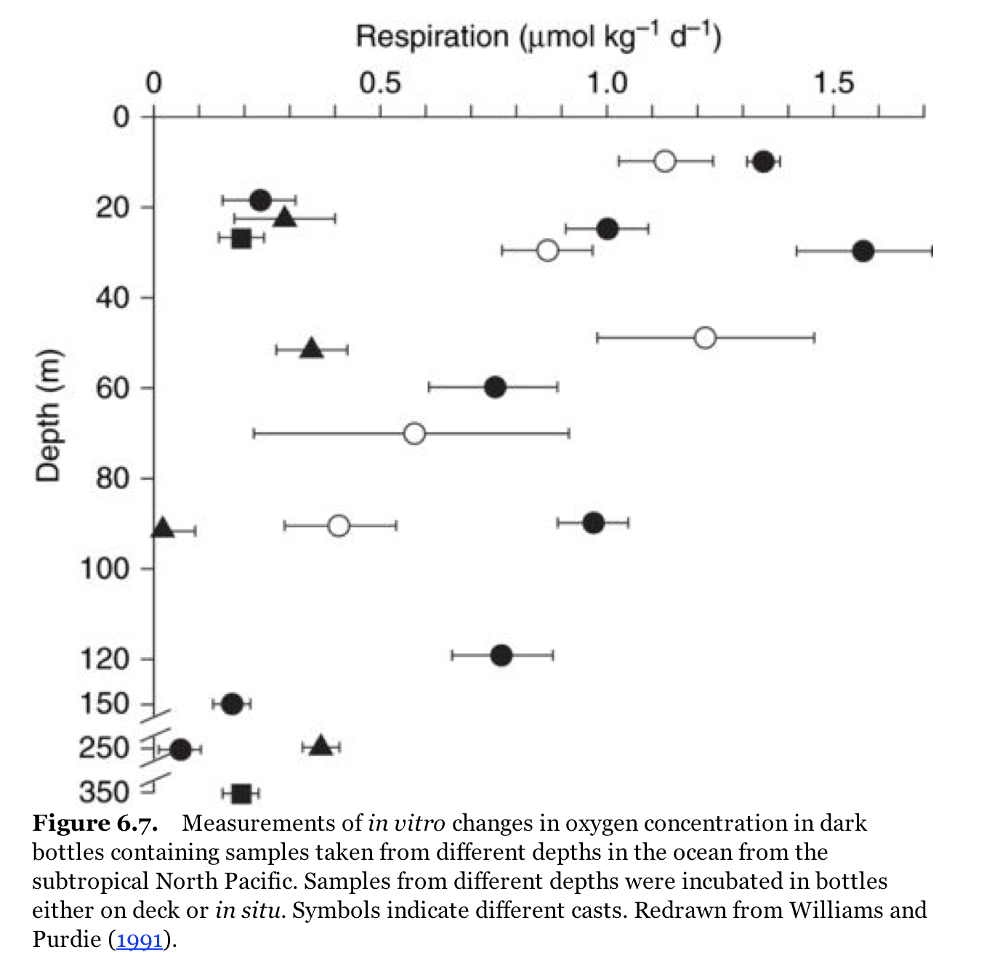 Respiration (μmol kg⁻¹ d⁻¹)
0 0.5 1.0 1.5
0
20
40
Depth (m)
60
80
100
120
150
250
350
Figure 6.7. Measurements of in vitro changes in oxygen concentration in dark
bottles containing samples taken from different depths in the ocean from the
subtropical North Pacific. Samples from different depths were incubated in bottles
either on deck or in situ. Symbols indicate different casts. Redrawn from Williams and
Purdie (1991).